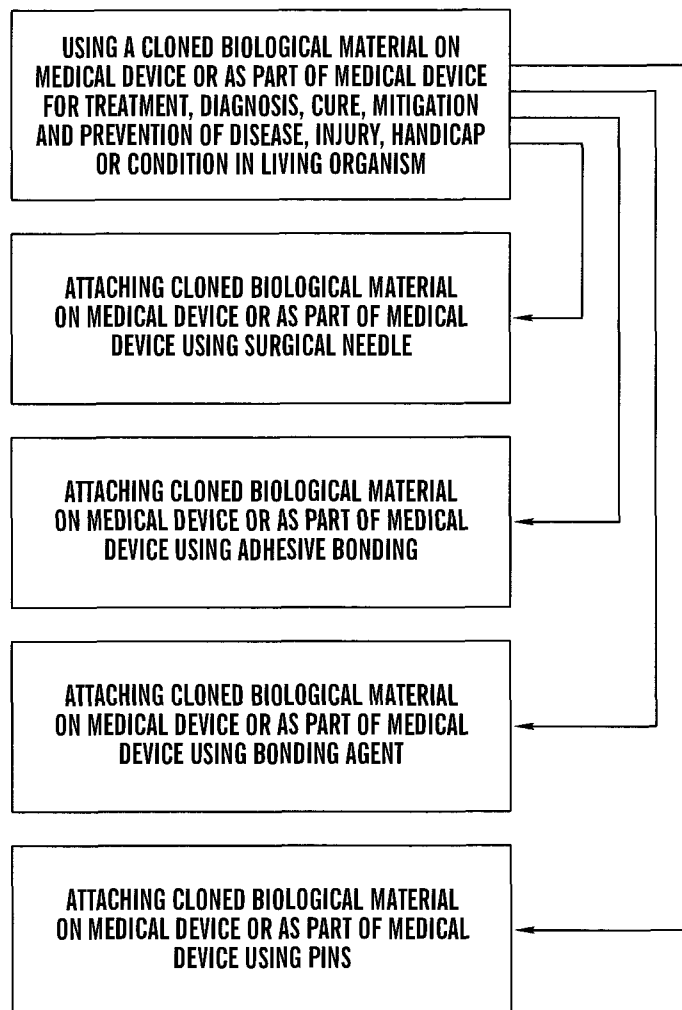 USING A CLONED BIOLOGICAL MATERIAL ON
MEDICAL DEVICE OR AS PART OF MEDICAL DEVICE
FOR TREATMENT, DIAGNOSIS, CURE, MITIGATION
AND PREVENTION OF DISEASE, INJURY, HANDICAP
OR CONDITION IN LIVING ORGANISM
ATTACHING CLONED BIOLOGICAL MATERIAL
ON MEDICAL DEVICE OR AS PART OF MEDICAL
DEVICE USING SURGICAL NEEDLE
ATTACHING CLONED BIOLOGICAL MATERIAL
ON MEDICAL DEVICE OR AS PART OF MEDICAL
DEVICE USING ADHESIVE BONDING
ATTACHING CLONED BIOLOGICAL MATERIAL
ON MEDICAL DEVICE OR AS PART OF MEDICAL
DEVICE USING BONDING AGENT
ATTACHING CLONED BIOLOGICAL MATERIAL
ON MEDICAL DEVICE OR AS PART OF MEDICAL
DEVICE USING PINS